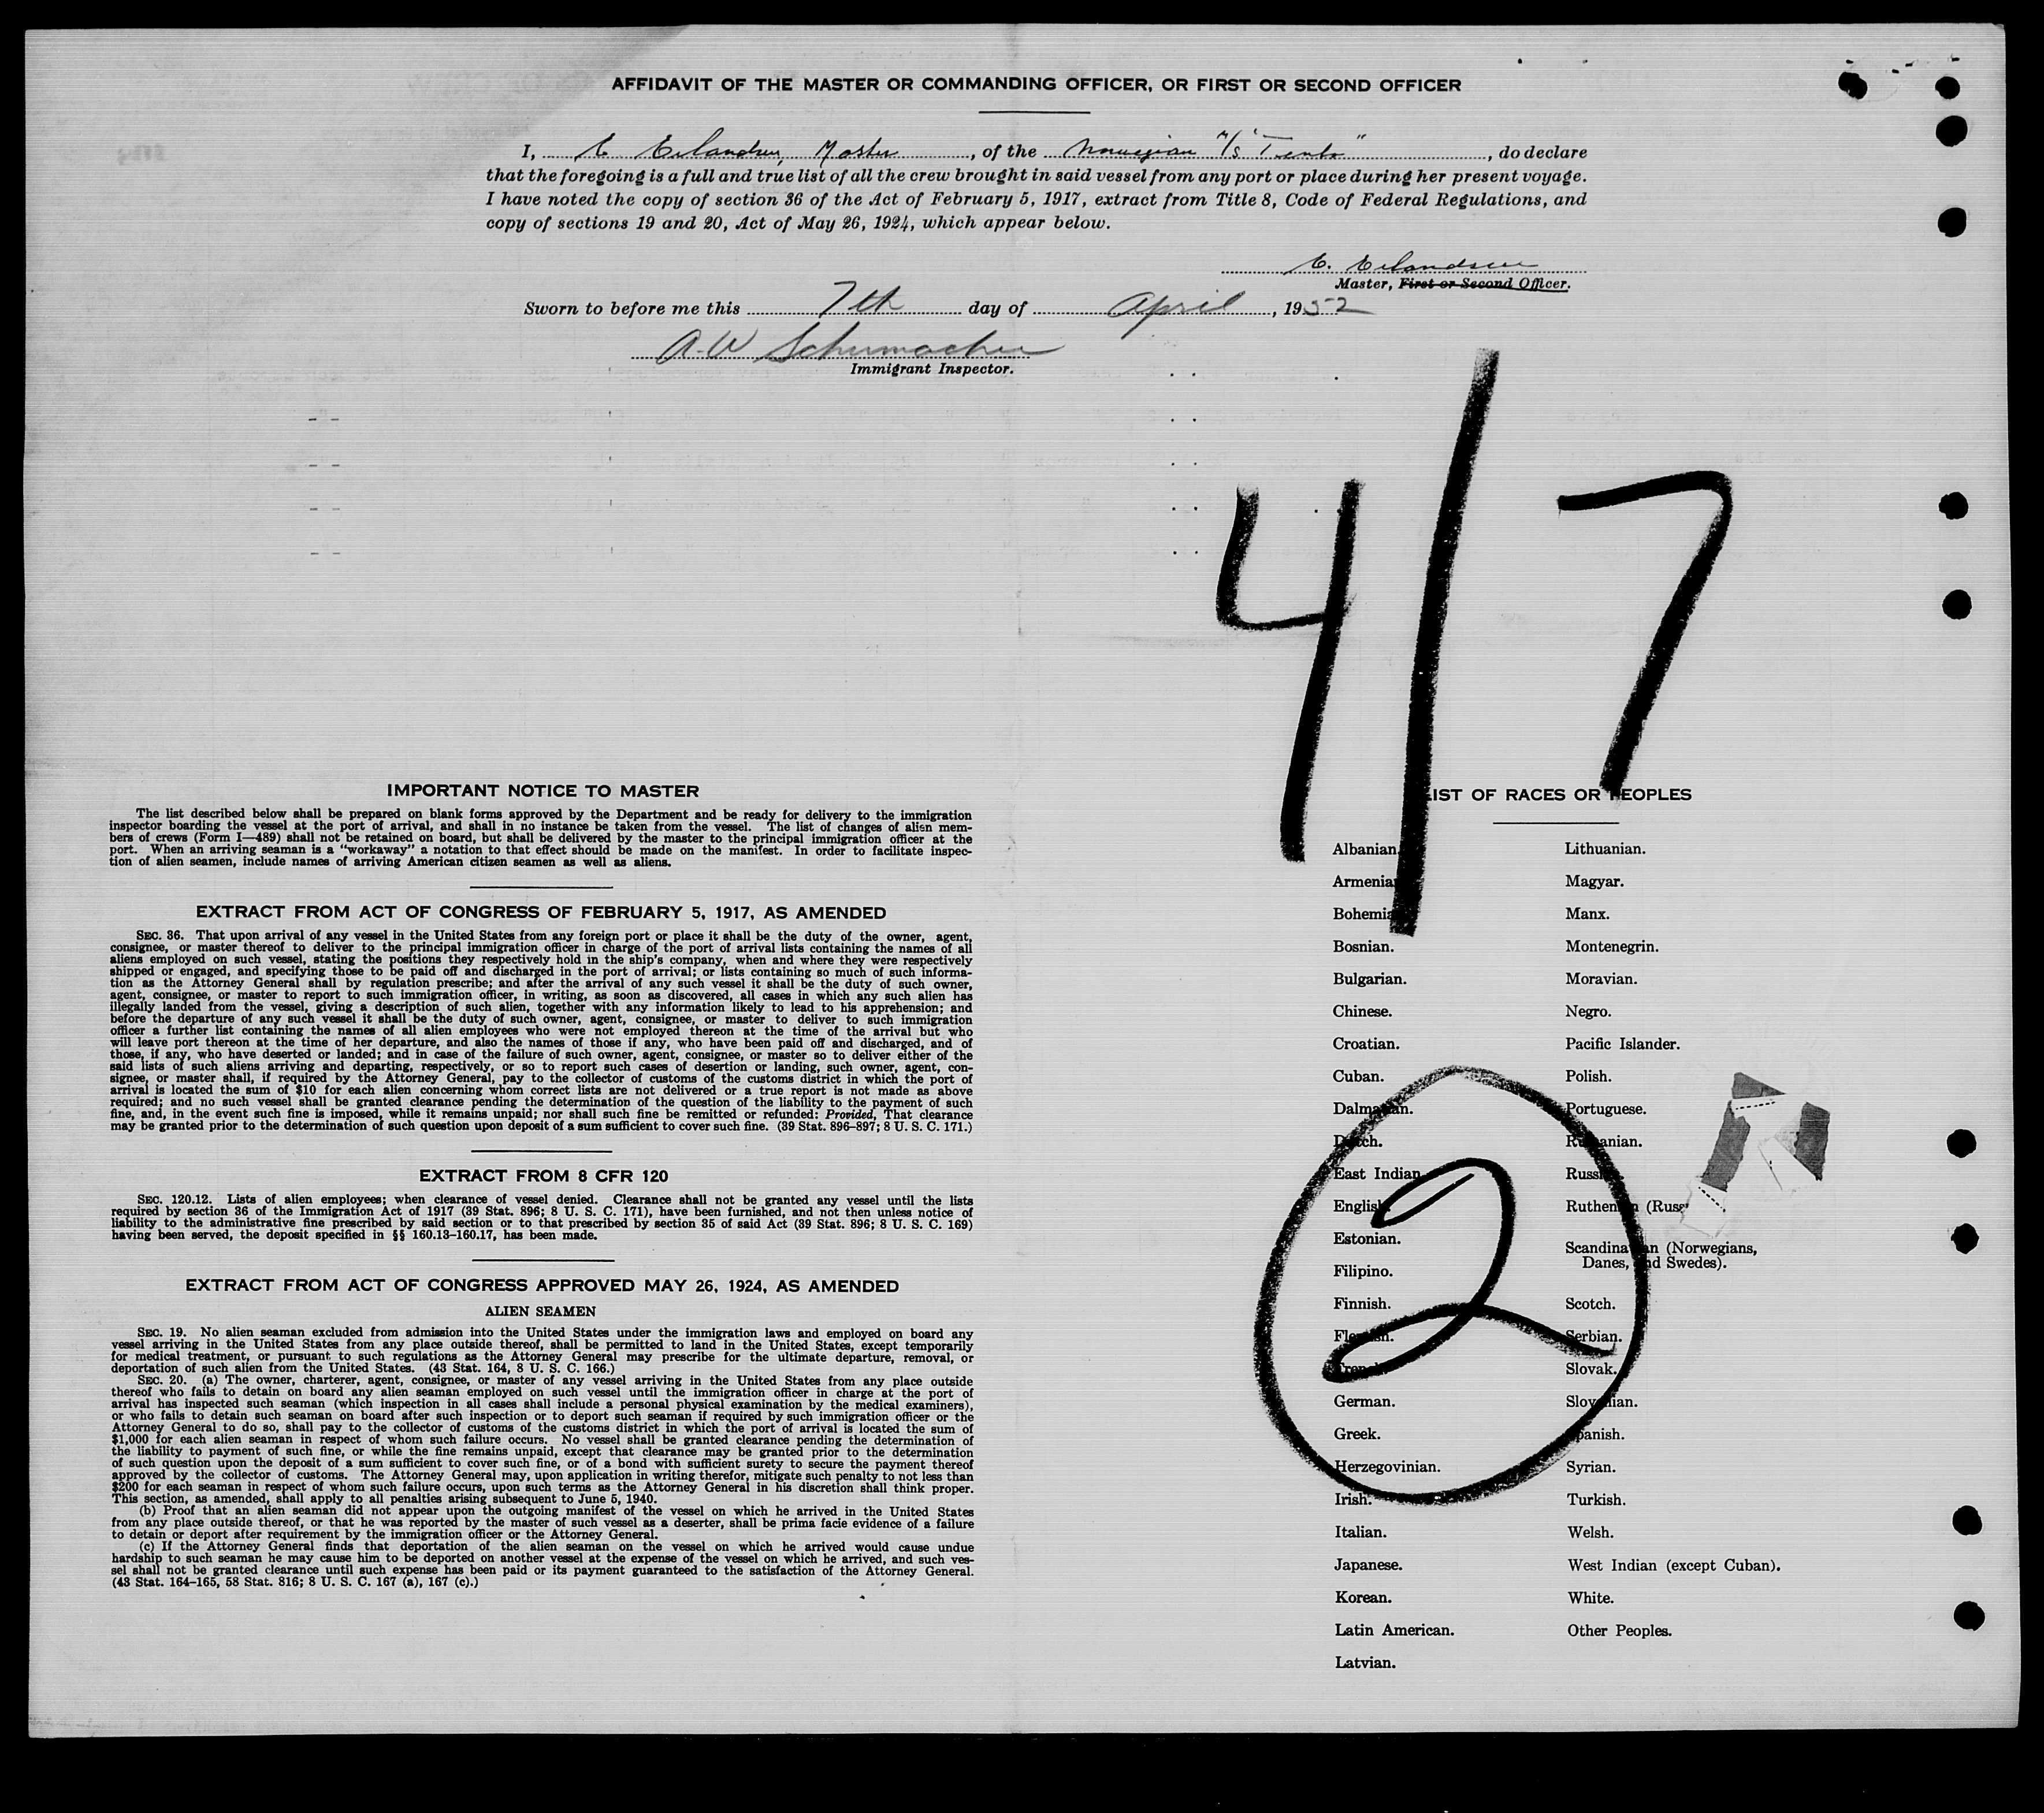 AFFIDAVIT OF THE MASTER OR COMMANDING OFFICER, OR FIRST OR SECOND OFFICER
I, E Erlandsen, Master, of the Norwegian M/S "", do declare
that the foregoing is a full and true list of all the crew brought in said vessel from any port or place during her present voyage.
I have noted the copy of section 36 of the Act of February 5, 1917, extract from Title 8, Code of Federal Regulations, and
copy of sections 19 and 20, Act of May 26, 1924, which appear below.
E. Erlandsen
Master, First or Second Officer.
Sworn to before me this 7th day of April, 1952
A.W Schumacher
Immigrant Inspector.
4/7
IMPORTANT NOTICE TO MASTER
The list described below shall be prepared on blank forms approved by the Department and be ready for delivery to the immigration
inspector boarding the vessel at the port of arrival, and shall in no instance be taken from the vessel. The list of changes of alien mem-
bers of crews (Form I—489) shall not be retained on board, but shall be delivered by the master to the principal immigration officer at the
port. When an arriving seaman is a "workaway" a notation to that effect should be made on the manifest. In order to facilitate inspec-
tion of alien seamen, include names of arriving American citizen seamen as well as aliens.
EXTRACT FROM ACT OF CONGRESS OF FEBRUARY 5, 1917, AS AMENDED
SEC. 36. That upon arrival of any vessel in the United States from any foreign port or place it shall be the duty of the owner, agent,
consignee, or master thereof to deliver to the principal immigration officer in charge of the port of arrival lists containing the names of all
aliens employed on such vessel, stating the positions they respectively hold in the ship's company, when and where they were respectively
shipped or engaged, and specifying those to be paid off and discharged in the port of arrival; or lists containing so much of such informa-
tion as the Attorney General shall by regulation prescribe; and after the arrival of any such vessel it shall be the duty of such owner,
agent, consignee, or master to report to such immigration officer, in writing, as soon as discovered, all cases in which any such alien has
illegally landed from the vessel, giving a description of such alien, together with any information likely to lead to his apprehension; and
before the departure of any such vessel it shall be the duty of such owner, agent, consignee, or master to deliver to such immigration
officer a further list containing the names of all alien employees who were not employed thereon at the time of the arrival but who
will leave port thereon at the time of her departure, and also the names of those if any, who have been paid off and discharged, and of
those, if any, who have deserted or landed; and in case of the failure of such owner, agent, consignee, or master so to deliver either of the
said lists of such aliens arriving and departing, respectively, or so to report such cases of desertion or landing, such owner, agent, con-
signee, or master shall, if required by the Attorney General, pay to the collector of customs of the customs district in which the port of
arrival is located the sum of $10 for each alien concerning whom correct lists are not delivered or a true report is not made as above
required; and no such vessel shall be granted clearance pending the determination of the question of the liability to the payment of such
fine, and, in the event such fine is imposed, while it remains unpaid; nor shall such fine be remitted or refunded: Provided, That clearance
may be granted prior to the determination of such question upon deposit of a sum sufficient to cover such fine. (39 Stat. 896–897; 8 U. S. C. 171.)
EXTRACT FROM 8 CFR 120
SEC. 120.12. Lists of alien employees; when clearance of vessel denied. Clearance shall not be granted any vessel until the lists
required by section 36 of the Immigration Act of 1917 (39 Stat. 896; 8 U. S. C. 171), have been furnished, and not then unless notice of
liability to the administrative fine prescribed by said section or to that prescribed by section 35 of said Act (39 Stat. 896; 8 U. S. C. 169)
having been served, the deposit specified in §§ 160.13–160.17, has been made.
EXTRACT FROM ACT OF CONGRESS APPROVED MAY 26, 1924, AS AMENDED
ALIEN SEAMEN
SEC. 19. No alien seaman excluded from admission into the United States under the immigration laws and employed on board any
vessel arriving in the United States from any place outside thereof, shall be permitted to land in the United States, except temporarily
for medical treatment, or pursuant to such regulations as the Attorney General may prescribe for the ultimate departure, removal, or
deportation of such alien from the United States. (43 Stat. 164, 8 U. S. C. 166.)
SEC. 20. (a) The owner, charterer, agent, consignee, or master of any vessel arriving in the United States from any place outside
thereof who fails to detain on board any alien seaman employed on such vessel until the immigration officer in charge at the port of
arrival has inspected such seaman (which inspection in all cases shall include a personal physical examination by the medical examiners),
or who fails to detain such seaman on board after such inspection or to deport such seaman if required by such immigration officer or the
Attorney General to do so, shall pay to the collector of customs of the customs district in which the port of arrival is located the sum of
$1,000 for each alien seaman in respect of whom such failure occurs. No vessel shall be granted clearance pending the determination of
the liability to payment of such fine, or while the fine remains unpaid, except that clearance may be granted prior to the determination
of such question upon the deposit of a sum sufficient to cover such fine, or of a bond with sufficient surety to secure the payment thereof
approved by the collector of customs. The Attorney General may, upon application in writing therefor, mitigate such penalty to not less than
$200 for each seaman in respect of whom such failure occurs, upon such terms as the Attorney General in his discretion shall think proper.
This section, as amended, shall apply to all penalties arising subsequent to June 5, 1940.
(b) Proof that an alien seaman did not appear upon the outgoing manifest of the vessel on which he arrived in the United States
from any place outside thereof, or that he was reported by the master of such vessel as a deserter, shall be prima facie evidence of a failure
to detain or deport after requirement by the immigration officer or the Attorney General.
(c) If the Attorney General finds that deportation of the alien seaman on the vessel on which he arrived would cause undue
hardship to such seaman he may cause him to be deported on another vessel at the expense of the vessel on which he arrived, and such ves-
sel shall not be granted clearance until such expense has been paid or its payment guaranteed to the satisfaction of the Attorney General.
(43 Stat. 164–165, 58 Stat. 816; 8 U. S. C. 167 (a), 167 (c).)
LIST OF RACES OR PEOPLES
Albanian.
Armenian
Bohemian
Bosnian.
Bulgarian.
Chinese.
Croatian.
Cuban.
Dalmatian.
Dutch.
East Indian
English
Estonian.
Filipino.
Finnish.
Flemish.
French
German.
Greek.
Herzegovinian.
Irish.
Italian.
Japanese.
Korean.
Latin American.
Latvian.
Lithuanian.
Magyar.
Manx.
Montenegrin.
Moravian.
Negro.
Pacific Islander.
Polish.
Portuguese.
Rumanian.
Russian
Ruthenian (Russ
Scandinavian (Norwegians,
Danes, and Swedes).
Scotch.
Serbian.
Slovak.
Slovenian.
Spanish.
Syrian.
Turkish.
Welsh.
West Indian (except Cuban).
White.
Other Peoples.
2